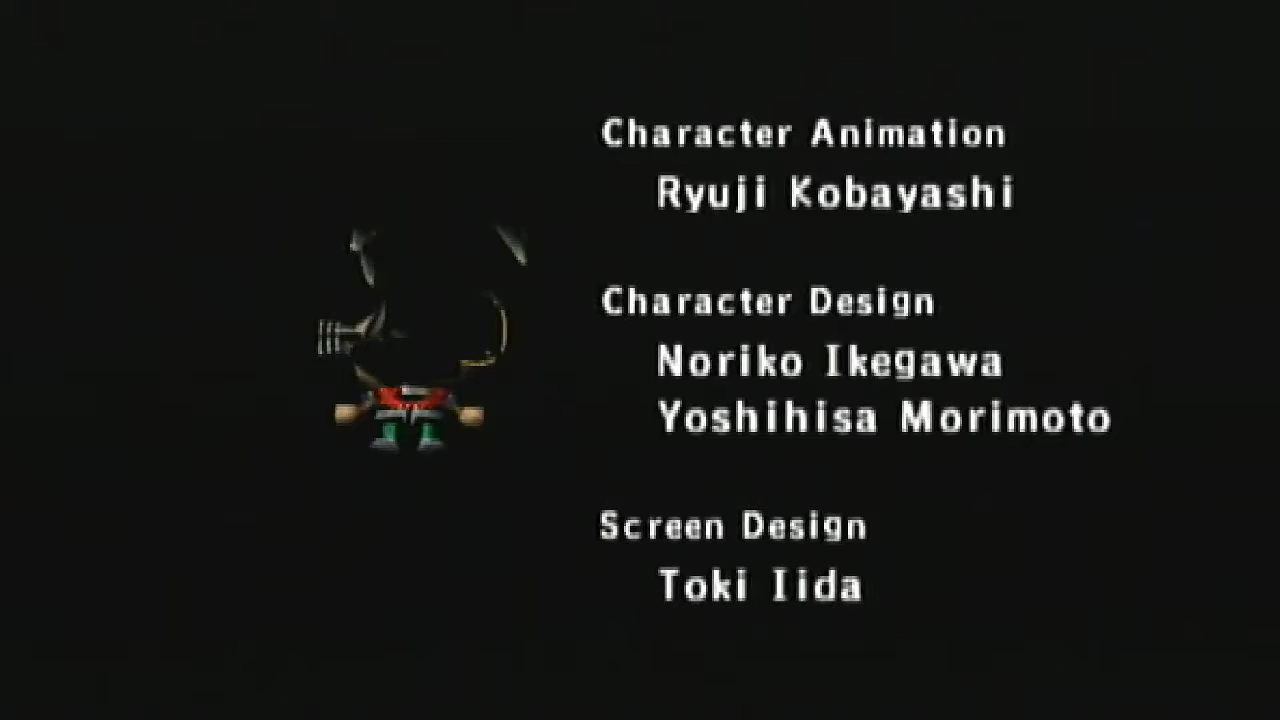 Character Animation
Ryuji Kobayashi
Character Design
Noriko Ikegawa
Yoshihisa Morimoto
Screen Design
Toki Iida